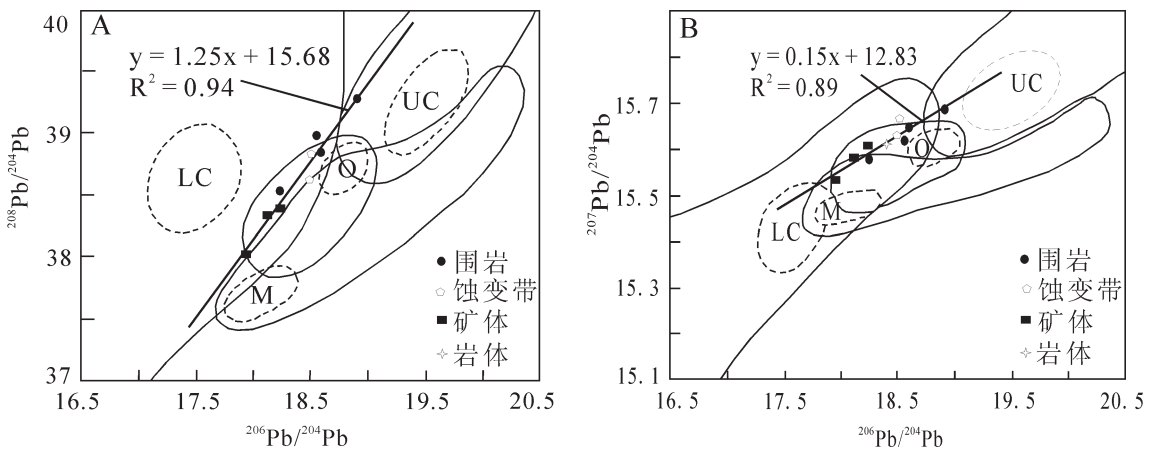 A
y = 1.25x + 15.68
R² = 0.94
40
39
38
37
²⁰⁸Pb/²⁰⁴Pb
LC
UC
O
M
围岩
蚀变带
矿体
岩体
16.5 17.5 18.5 19.5 20.5
²⁰⁶Pb/²⁰⁴Pb
B
y = 0.15x + 12.83
R² = 0.89
15.7
15.5
15.3
15.1
²⁰⁷Pb/²⁰⁴Pb
UC
O
M
LC
围岩
蚀变带
矿体
岩体
16.5 17.5 18.5 19.5 20.5
²⁰⁶Pb/²⁰⁴Pb